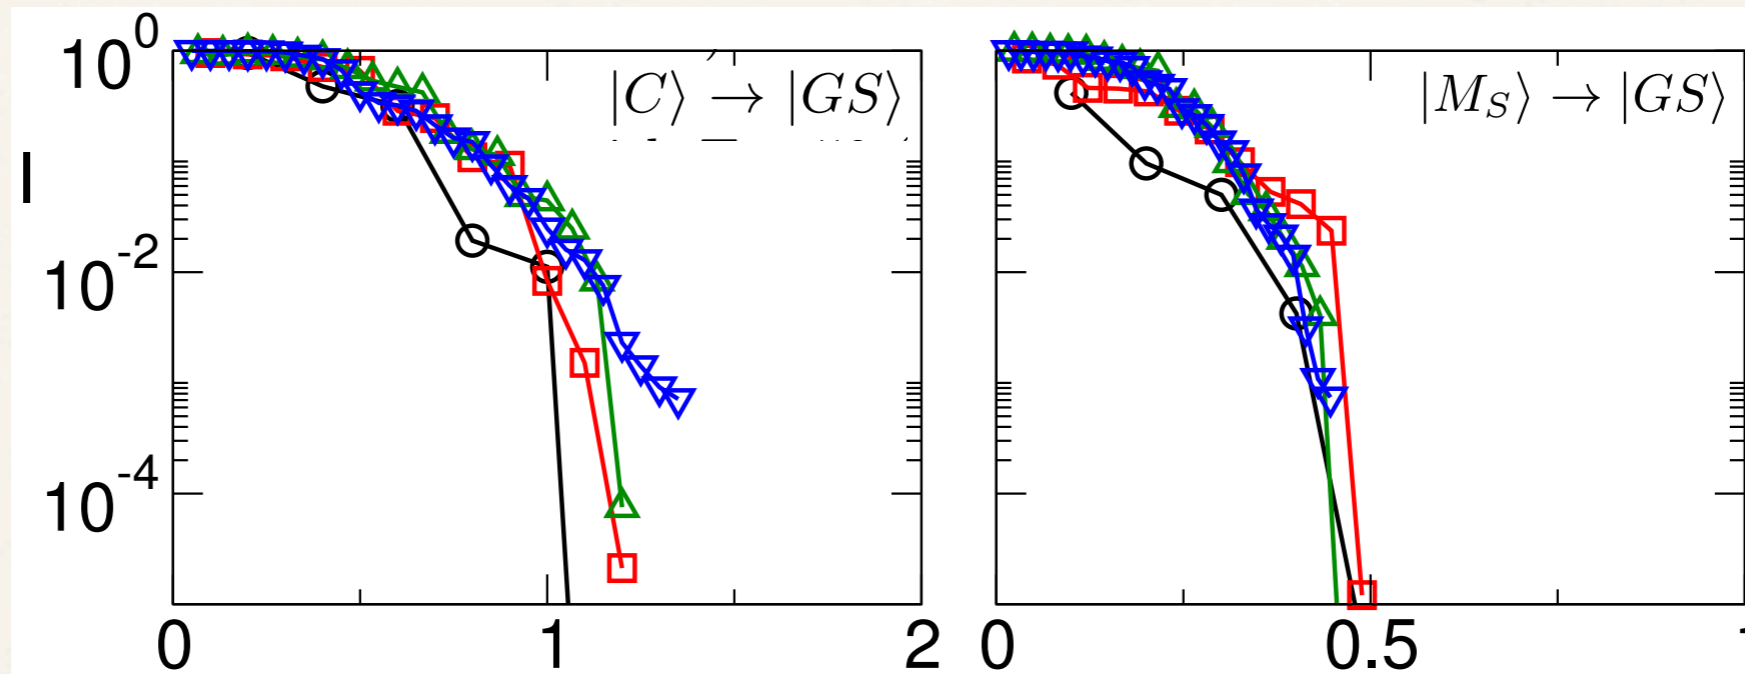 10^0
|C⟩ → |GS⟩
|M_S⟩ → |GS⟩
I
10^-2
10^-4
0 1 2
0 0.5